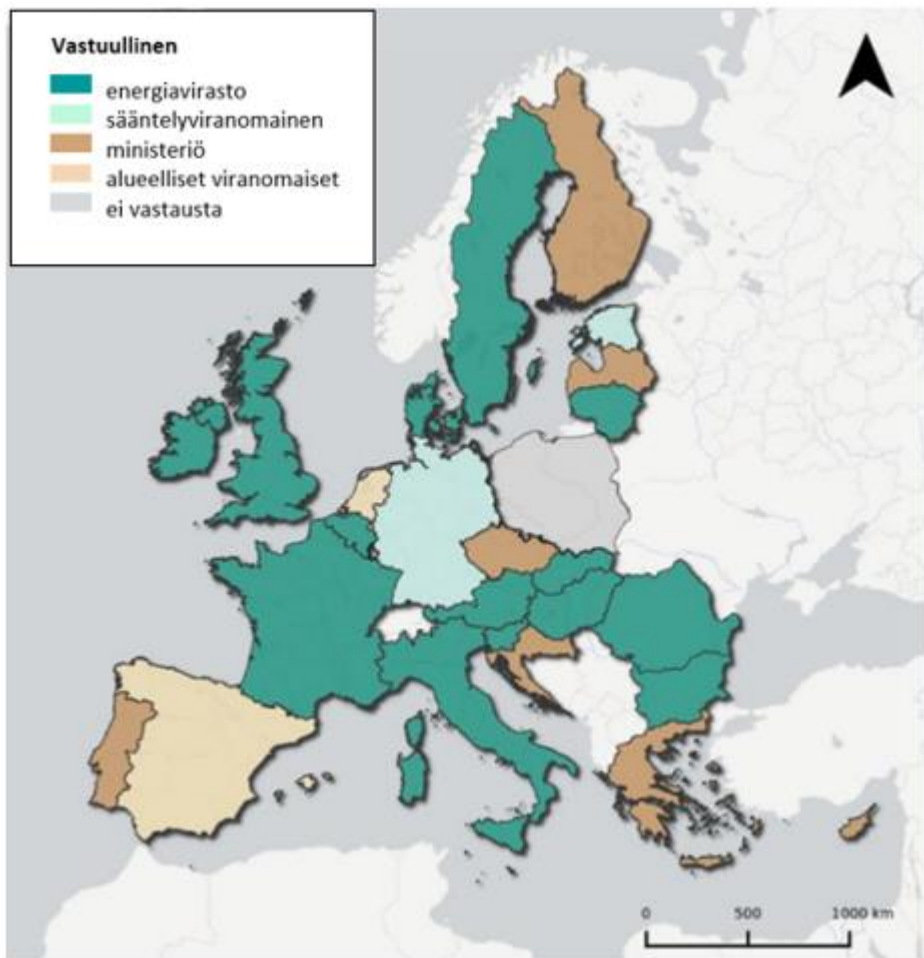 Vastuullinen
energiavirasto
sääntelyviranomainen
ministeriö
alueelliset viranomaiset
ei vastausta
0 500 1000 km